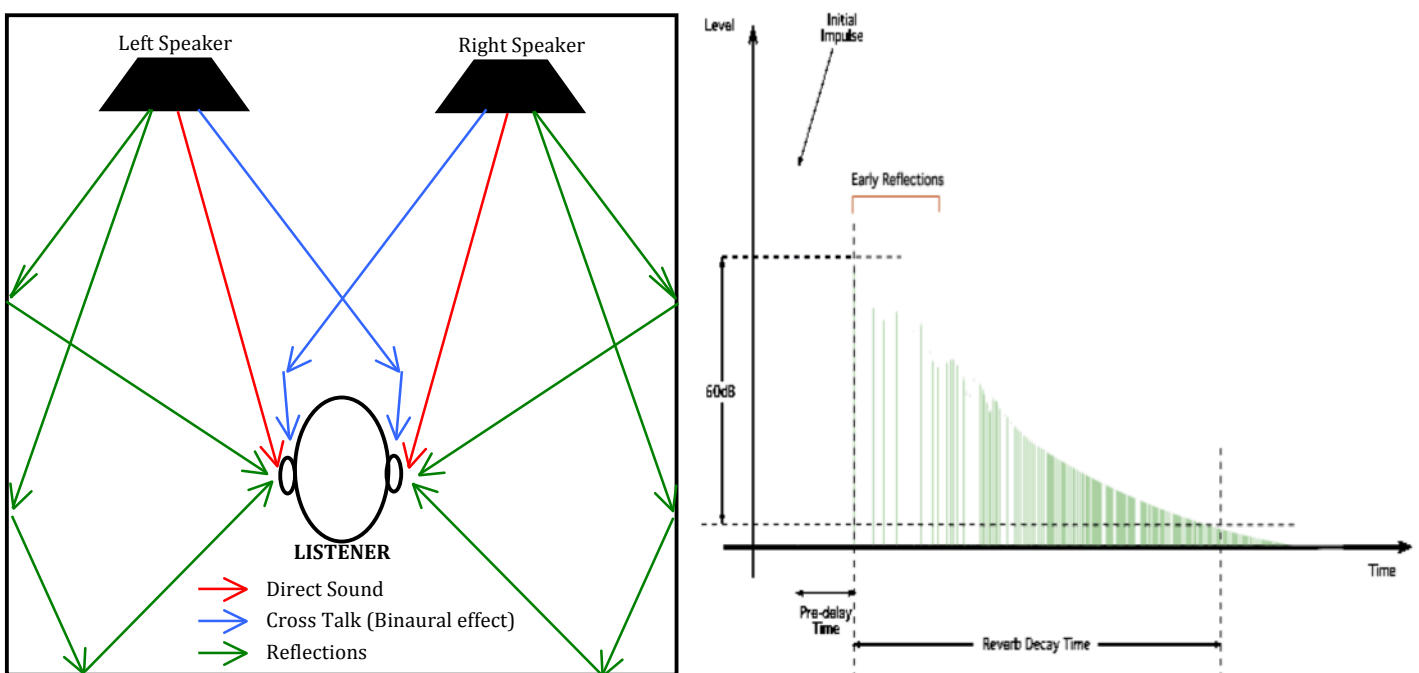 Left Speaker
Right Speaker
LISTENER
Direct Sound
Cross Talk (Binaural effect)
Reflections
Level
Initial
Impulse
Early Reflections
60dB
Time
Pre-delay
Time
Reverb Decay Time